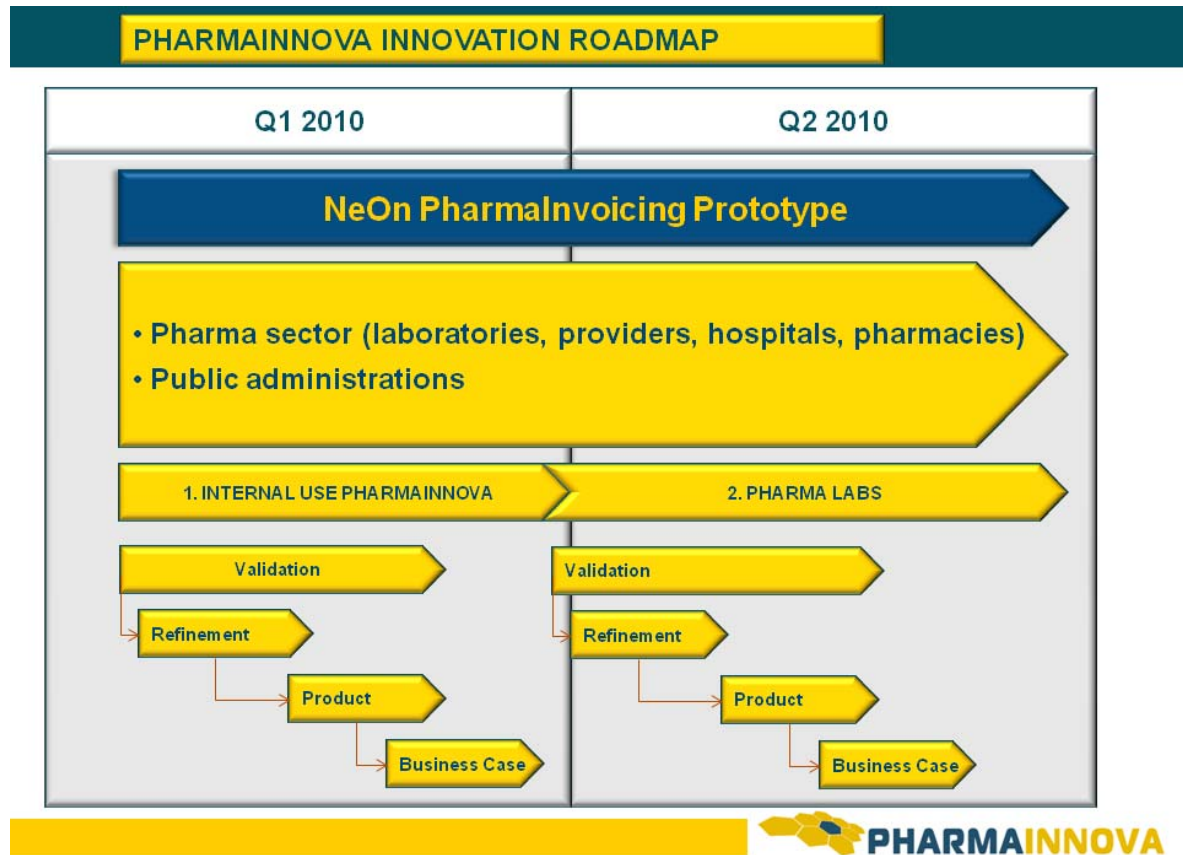 PHARMAINNOVA INNOVATION ROADMAP
Q1 2010
Q2 2010
NeOn PharmaInvoicing Prototype
• Pharma sector (laboratories, providers, hospitals, pharmacies)
• Public administrations
1. INTERNAL USE PHARMAINNOVA
2. PHARMA LABS
Validation
Refinement
Product
Business Case
Validation
Refinement
Product
Business Case
PHARMAINNOVA